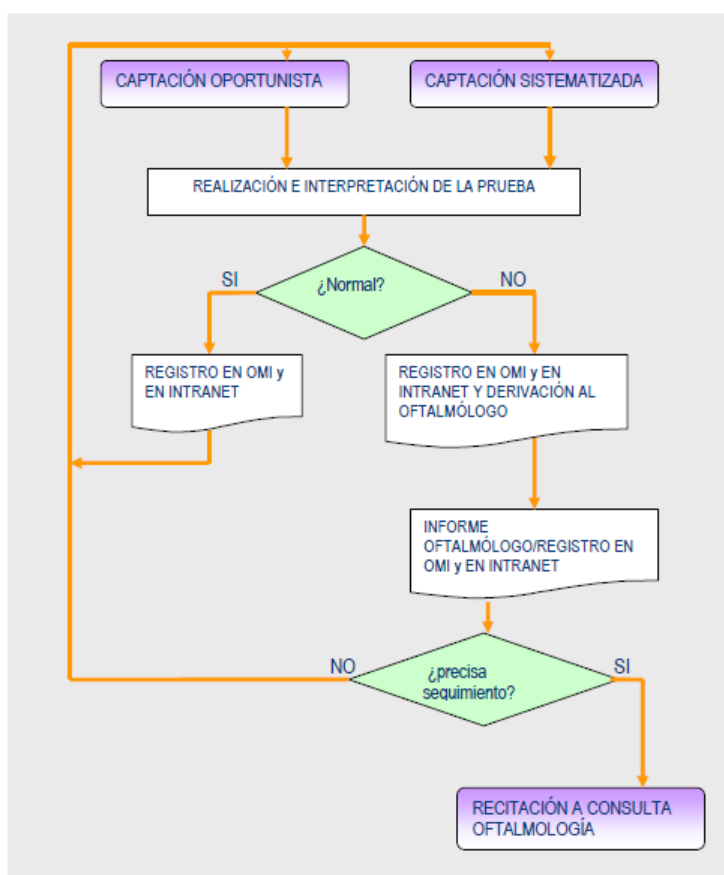 CAPTACIÓN OPORTUNISTA
CAPTACIÓN SISTEMATIZADA
REALIZACIÓN E INTERPRETACIÓN DE LA PRUEBA
SI
¿Normal?
NO
REGISTRO EN OMI y
EN INTRANET
REGISTRO EN OMI y EN
INTRANET Y DERIVACIÓN AL
OFTALMÓLOGO
INFORME
OFTALMÓLOGO/REGISTRO EN
OMI y EN INTRANET
NO
¿precisa
sequimiento?
SI
RECITACIÓN A CONSULTA
OFTALMOLOGÍA